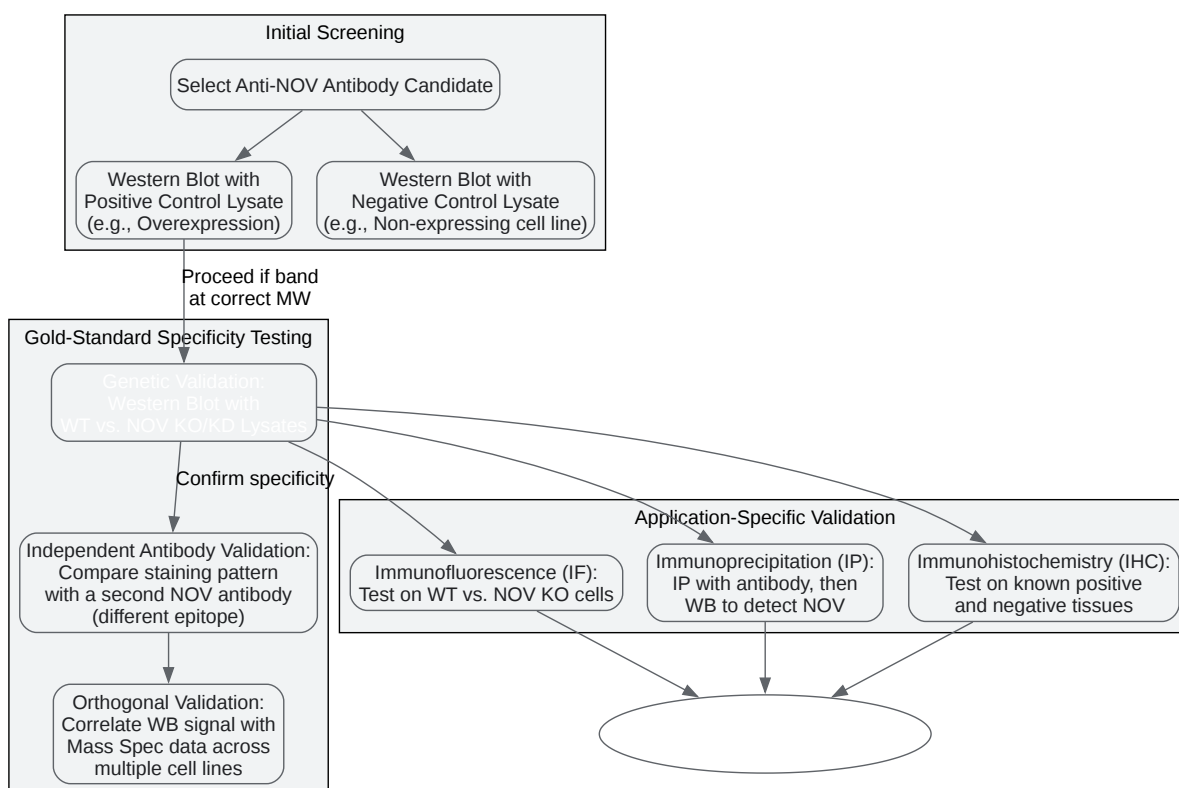 Initial Screening
Select Anti-NOV Antibody Candidate
Western Blot with
Positive Control Lysate
(e.g., Overexpression)
Western Blot with
Negative Control Lysate
(e.g., Non-expressing cell line)
Proceed if band
at correct MW
Gold-Standard Specificity Testing
Genetic Validation:
Western Blot with
WT vs. NOV KO/KD Lysates
Confirm specificity
Independent Antibody Validation:
Compare staining pattern
with a second NOV antibody
(different epitope)
Orthogonal Validation:
Correlate WB signal with
Mass Spec data across
multiple cell lines
Application-Specific Validation
Immunofluorescence (IF):
Test on WT vs. NOV KO cells
Immunoprecipitation (IP):
IP with antibody, then
WB to detect NOV
Immunohistochemistry (IHC):
Test on known positive
and negative tissues